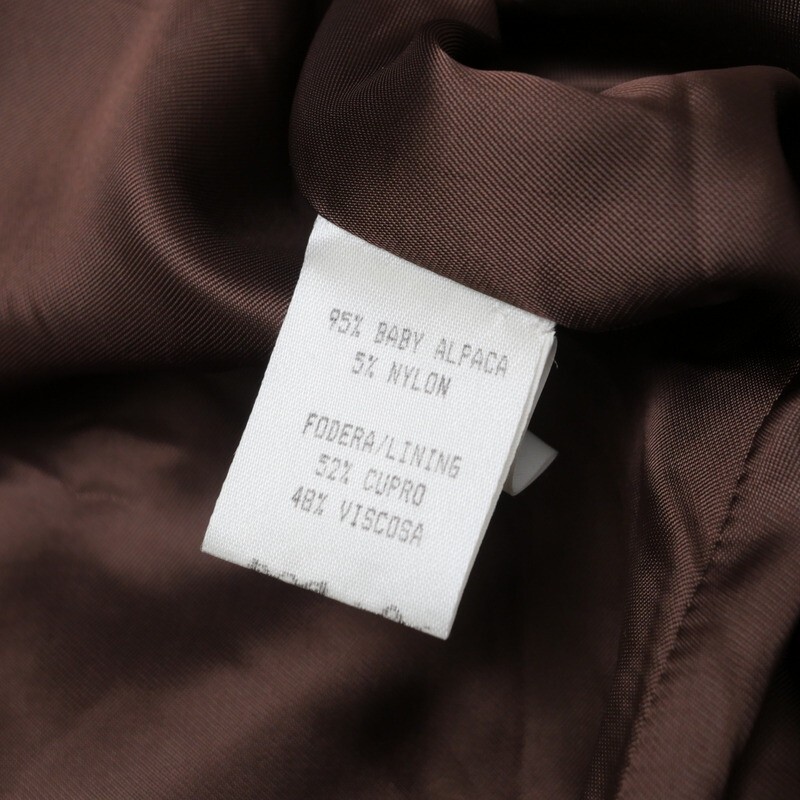 95% BABY ALPACA
5% NYLON
FODERA/LINING
52% CUPRO
48% VISCOSA